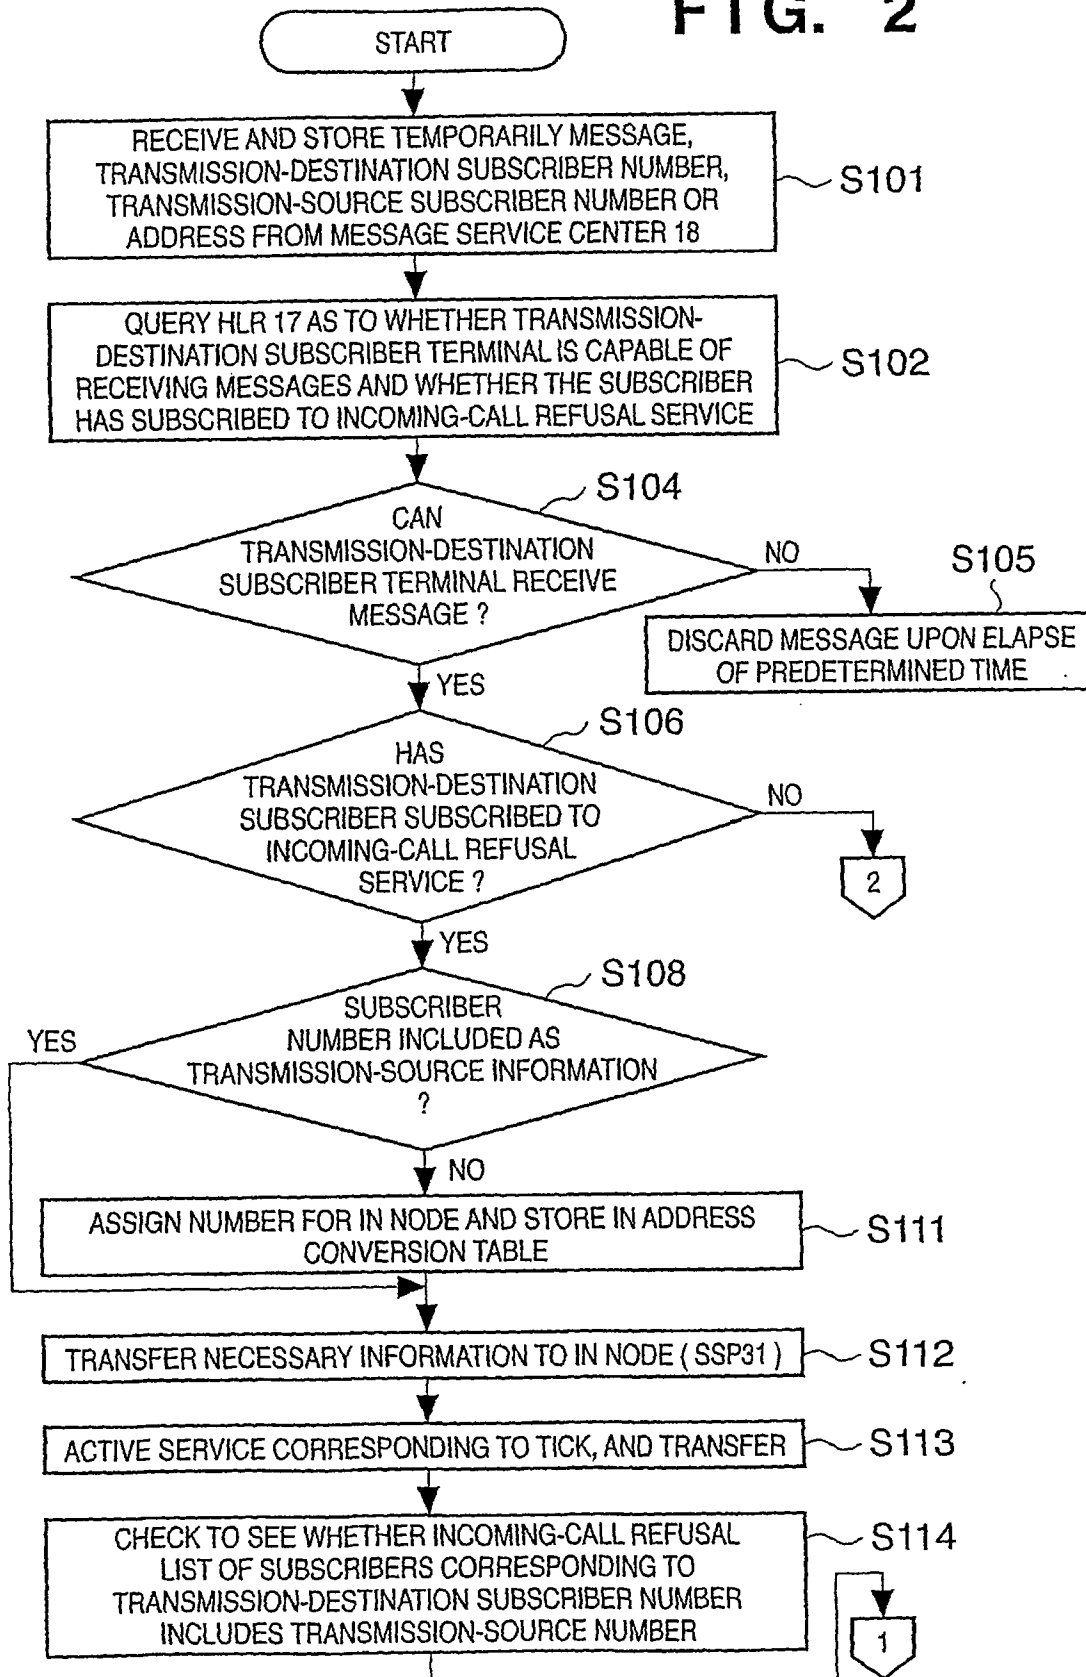 FIG. 2
START
RECEIVE AND STORE TEMPORARILY MESSAGE,
TRANSMISSION-DESTINATION SUBSCRIBER NUMBER,
TRANSMISSION-SOURCE SUBSCRIBER NUMBER OR
ADDRESS FROM MESSAGE SERVICE CENTER 18
S101
QUERY HLR 17 AS TO WHETHER TRANSMISSION-
DESTINATION SUBSCRIBER TERMINAL IS CAPABLE OF
RECEIVING MESSAGES AND WHETHER THE SUBSCRIBER
HAS SUBSCRIBED TO INCOMING-CALL REFUSAL SERVICE
S102
S104
CAN
TRANSMISSION-DESTINATION
SUBSCRIBER TERMINAL RECEIVE
MESSAGE ?
NO
S105
DISCARD MESSAGE UPON ELAPSE
OF PREDETERMINED TIME
YES
S106
HAS
TRANSMISSION-DESTINATION
SUBSCRIBER SUBSCRIBED TO
INCOMING-CALL REFUSAL
SERVICE ?
NO
2
YES
S108
SUBSCRIBER
NUMBER INCLUDED AS
TRANSMISSION-SOURCE INFORMATION
?
YES
NO
ASSIGN NUMBER FOR IN NODE AND STORE IN ADDRESS
CONVERSION TABLE
S111
TRANSFER NECESSARY INFORMATION TO IN NODE ( SSP31 )
S112
ACTIVE SERVICE CORRESPONDING TO TICK, AND TRANSFER
S113
CHECK TO SEE WHETHER INCOMING-CALL REFUSAL
LIST OF SUBSCRIBERS CORRESPONDING TO
TRANSMISSION-DESTINATION SUBSCRIBER NUMBER
INCLUDES TRANSMISSION-SOURCE NUMBER
S114
1